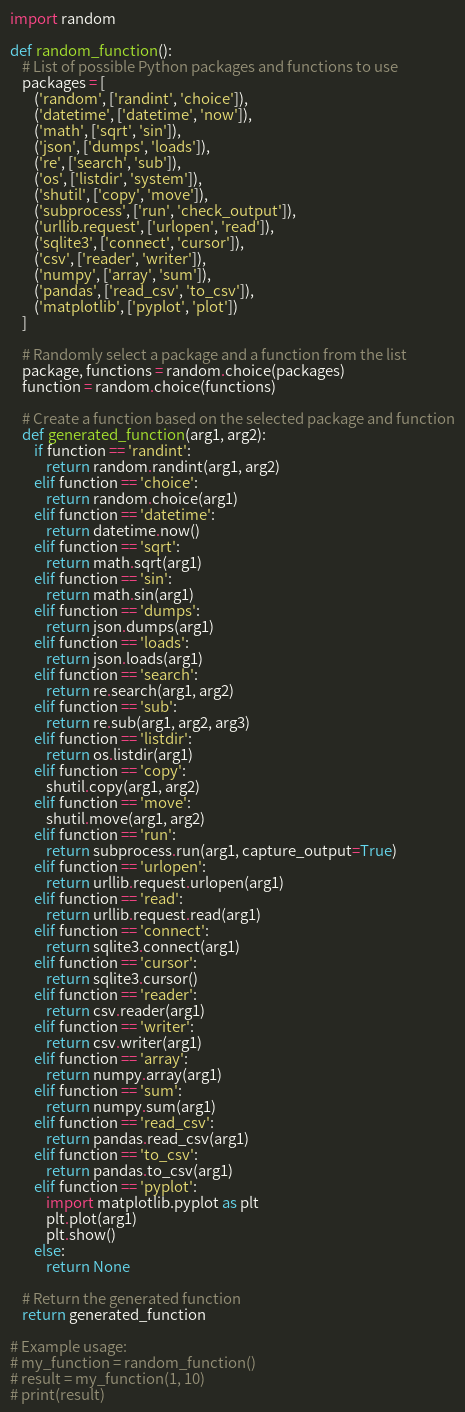 import random

def random_function():
    # List of possible Python packages and functions to use
    packages = [
        ('random', ['randint', 'choice']),
        ('datetime', ['datetime', 'now']),
        ('math', ['sqrt', 'sin']),
        ('json', ['dumps', 'loads']),
        ('re', ['search', 'sub']),
        ('os', ['listdir', 'system']),
        ('shutil', ['copy', 'move']),
        ('subprocess', ['run', 'check_output']),
        ('urllib.request', ['urlopen', 'read']),
        ('sqlite3', ['connect', 'cursor']),
        ('csv', ['reader', 'writer']),
        ('numpy', ['array', 'sum']),
        ('pandas', ['read_csv', 'to_csv']),
        ('matplotlib', ['pyplot', 'plot'])
    ]

    # Randomly select a package and a function from the list
    package, functions = random.choice(packages)
    function = random.choice(functions)

    # Create a function based on the selected package and function
    def generated_function(arg1, arg2):
        if function == 'randint':
            return random.randint(arg1, arg2)
        elif function == 'choice':
            return random.choice(arg1)
        elif function == 'datetime':
            return datetime.now()
        elif function == 'sqrt':
            return math.sqrt(arg1)
        elif function == 'sin':
            return math.sin(arg1)
        elif function == 'dumps':
            return json.dumps(arg1)
        elif function == 'loads':
            return json.loads(arg1)
        elif function == 'search':
            return re.search(arg1, arg2)
        elif function == 'sub':
            return re.sub(arg1, arg2, arg3)
        elif function == 'listdir':
            return os.listdir(arg1)
        elif function == 'copy':
            shutil.copy(arg1, arg2)
        elif function == 'move':
            shutil.move(arg1, arg2)
        elif function == 'run':
            return subprocess.run(arg1, capture_output=True)
        elif function == 'urlopen':
            return urllib.request.urlopen(arg1)
        elif function == 'read':
            return urllib.request.read(arg1)
        elif function == 'connect':
            return sqlite3.connect(arg1)
        elif function == 'cursor':
            return sqlite3.cursor()
        elif function == 'reader':
            return csv.reader(arg1)
        elif function == 'writer':
            return csv.writer(arg1)
        elif function == 'array':
            return numpy.array(arg1)
        elif function == 'sum':
            return numpy.sum(arg1)
        elif function == 'read_csv':
            return pandas.read_csv(arg1)
        elif function == 'to_csv':
            return pandas.to_csv(arg1)
        elif function == 'pyplot':
            import matplotlib.pyplot as plt
            plt.plot(arg1)
            plt.show()
        else:
            return None

    # Return the generated function
    return generated_function

# Example usage:
# my_function = random_function()
# result = my_function(1, 10)
# print(result)